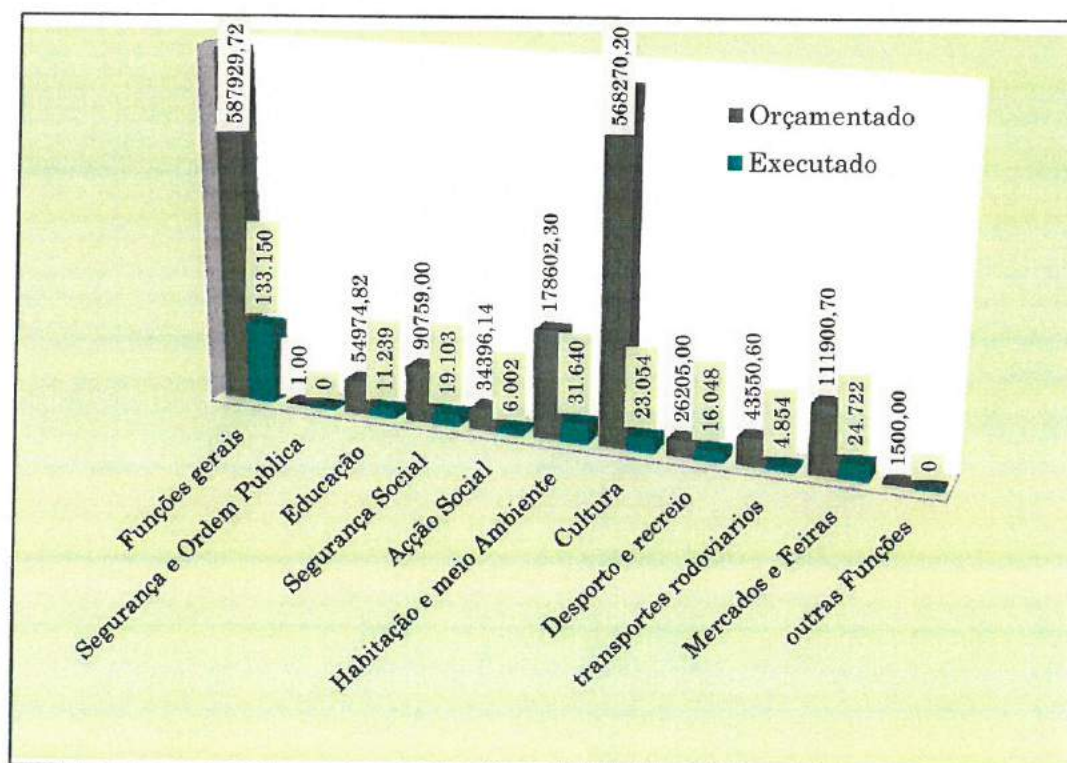 587929,72
133.150
1.00
0
54974,82
11.239
90759,00
19.103
34396,14
6.002
178602,30
31.640
568270,20
23.054
26205,00
16.048
43550,60
4.854
111900,70
24.722
1500,00
0
Orçamentado
Executado
Funções gerais
Segurança e Ordem Publica
Educação
Segurança Social
Acção Social
Habitação e meio Ambiente
Cultura
Desporto e recreio
transportes rodoviarios
Mercados e Feiras
outras Funções